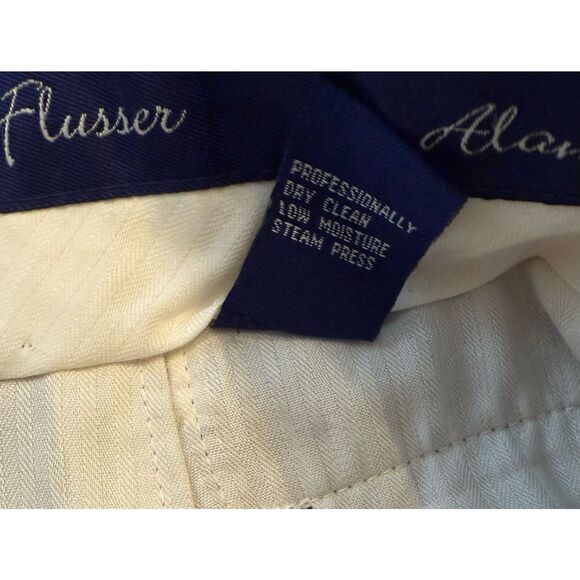 Flusser
Alan
PROFESSIONALLY
DRY CLEAN
LOW MOISTURE
STEAM PRESS